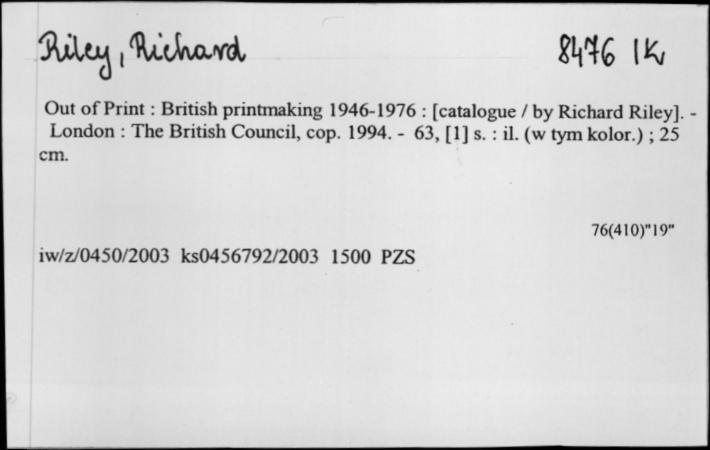 Riley, Richard 8476 IK
Out of Print : British printmaking 1946-1976 : [catalogue / by Richard Riley]. -
London : The British Council, cop. 1994. - 63, [1] s. : il. (w tym kolor.) ; 25
cm.
76(410)"19"
iw/z/0450/2003 ks0456792/2003 1500 PZS